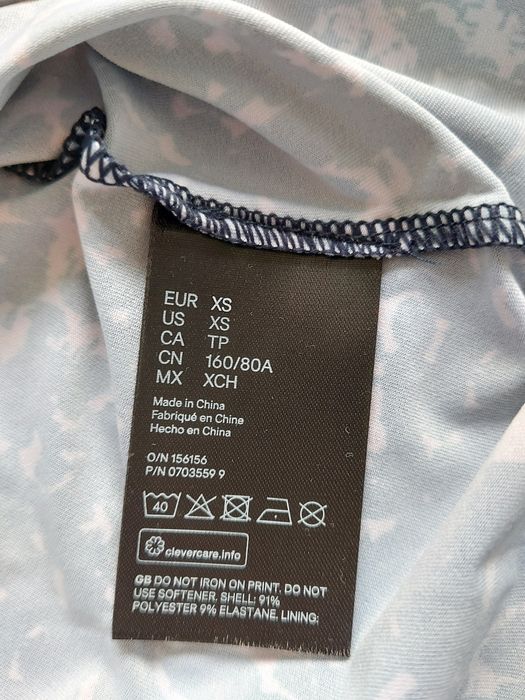 EUR XS
US XS
CA TP
CN 160/80A
MX XCH
Made in China
Fabriqué en Chine
Hecho en China
O/N 156156
P/N 0703559 9
40
clevercare.info
GB DO NOT IRON ON PRINT. DO NOT
USE SOFTENER. SHELL: 91%
POLYESTER 9% ELASTANE. LINING: